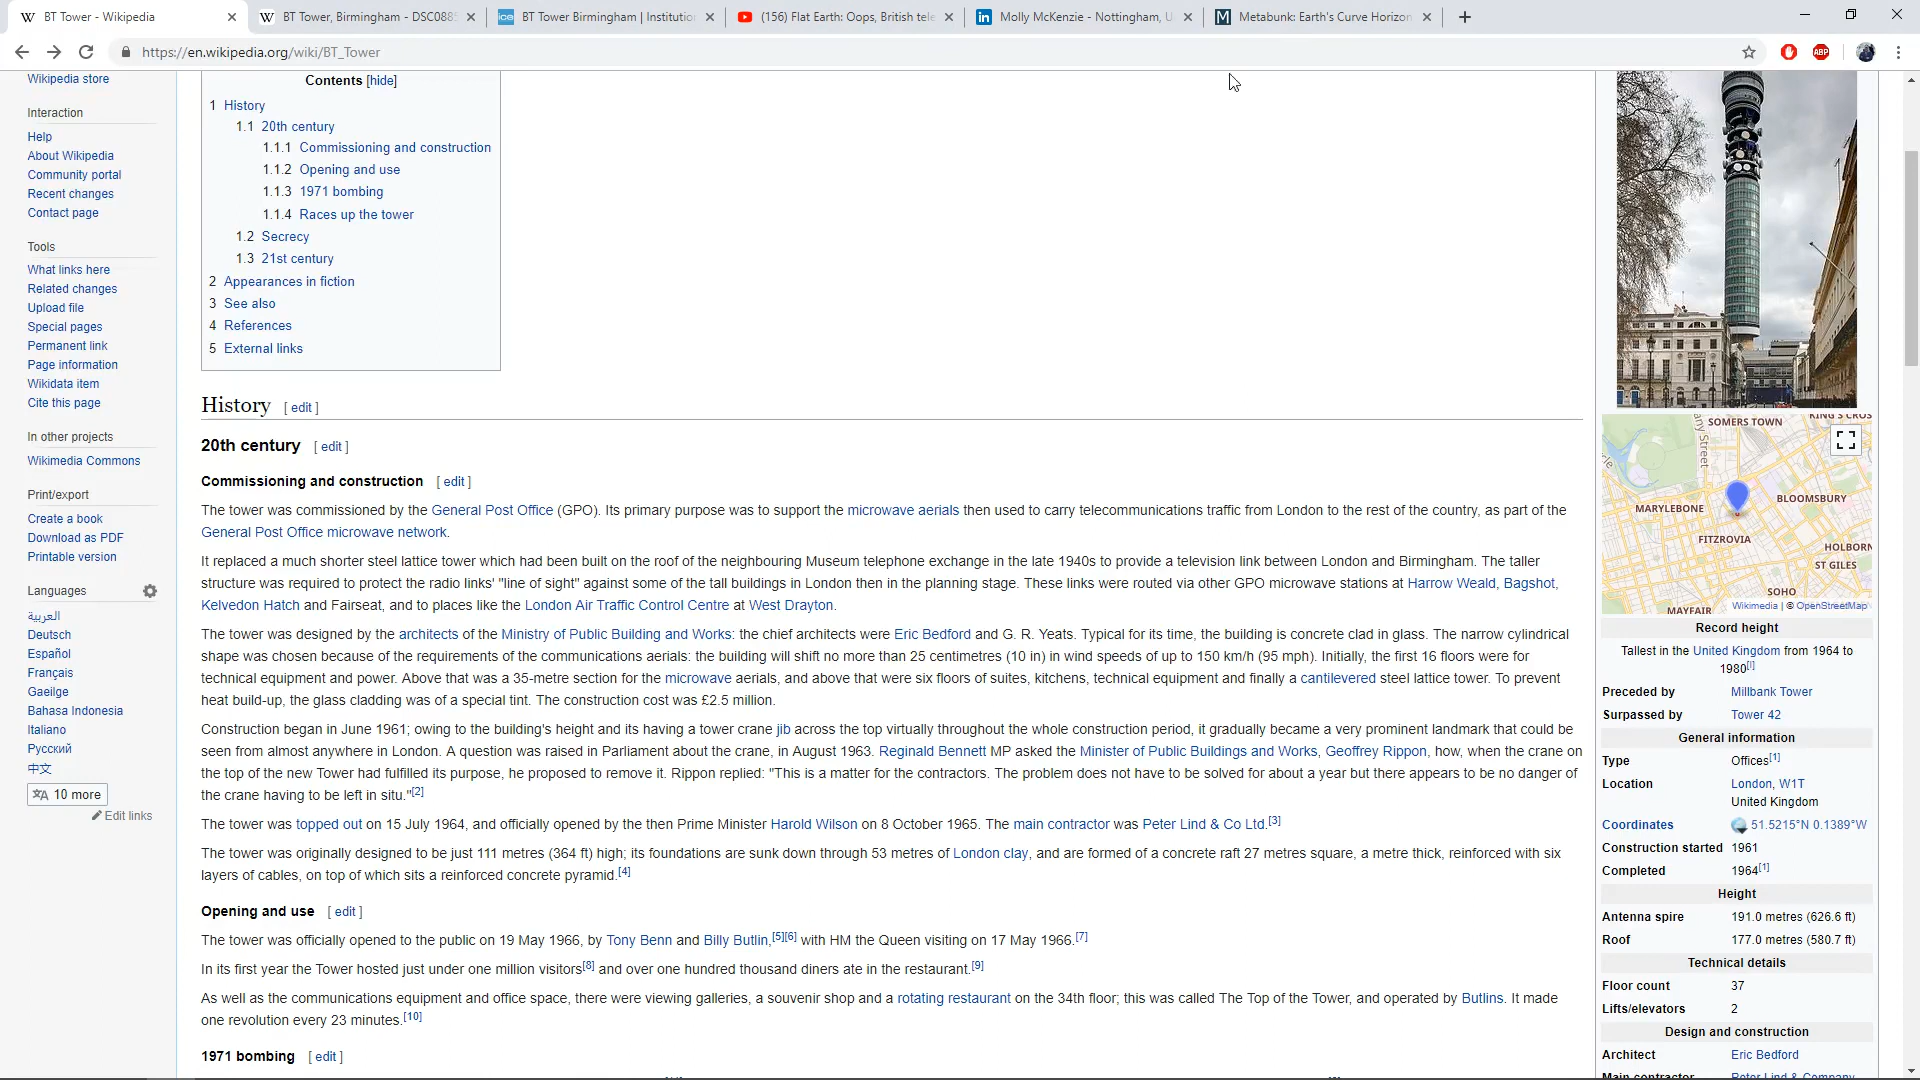 BT Tower - Wikipedia
BT Tower, Birmingham - DSC088
BT Tower Birmingham | Institutio
(156) Flat Earth: Oops, British tele
Molly McKenzie - Nottingham, U
Metabunk: Earth's Curve Horizon
https://en.wikipedia.org/wiki/BT_Tower
ABP
Wikipedia store
Interaction
Help
About Wikipedia
Community portal
Recent changes
Contact page
Tools
What links here
Related changes
Upload file
Special pages
Permanent link
Page information
Wikidata item
Cite this page
In other projects
Wikimedia Commons
Print/export
Create a book
Download as PDF
Printable version
Languages
العربية
Deutsch
Español
Français
Gaeilge
Bahasa Indonesia
Italiano
Русский
中文
10 more
Edit links
Contents [hide]
1 History
1.1 20th century
1.1.1 Commissioning and construction
1.1.2 Opening and use
1.1.3 1971 bombing
1.1.4 Races up the tower
1.2 Secrecy
1.3 21st century
2 Appearances in fiction
3 See also
4 References
5 External links
History [ edit ]
20th century [ edit ]
Commissioning and construction [ edit ]
The tower was commissioned by the General Post Office (GPO). Its primary purpose was to support the microwave aerials then used to carry telecommunications traffic from London to the rest of the country, as part of the
General Post Office microwave network.
It replaced a much shorter steel lattice tower which had been built on the roof of the neighbouring Museum telephone exchange in the late 1940s to provide a television link between London and Birmingham. The taller
structure was required to protect the radio links' "line of sight" against some of the tall buildings in London then in the planning stage. These links were routed via other GPO microwave stations at Harrow Weald, Bagshot,
Kelvedon Hatch and Fairseat, and to places like the London Air Traffic Control Centre at West Drayton.
The tower was designed by the architects of the Ministry of Public Building and Works: the chief architects were Eric Bedford and G. R. Yeats. Typical for its time, the building is concrete clad in glass. The narrow cylindrical
shape was chosen because of the requirements of the communications aerials: the building will shift no more than 25 centimetres (10 in) in wind speeds of up to 150 km/h (95 mph). Initially, the first 16 floors were for
technical equipment and power. Above that was a 35-metre section for the microwave aerials, and above that were six floors of suites, kitchens, technical equipment and finally a cantilevered steel lattice tower. To prevent
heat build-up, the glass cladding was of a special tint. The construction cost was £2.5 million.
Construction began in June 1961; owing to the building's height and its having a tower crane jib across the top virtually throughout the whole construction period, it gradually became a very prominent landmark that could be
seen from almost anywhere in London. A question was raised in Parliament about the crane, in August 1963. Reginald Bennett MP asked the Minister of Public Buildings and Works, Geoffrey Rippon, how, when the crane on
the top of the new Tower had fulfilled its purpose, he proposed to remove it. Rippon replied: "This is a matter for the contractors. The problem does not have to be solved for about a year but there appears to be no danger of
the crane having to be left in situ."[2]
The tower was topped out on 15 July 1964, and officially opened by the then Prime Minister Harold Wilson on 8 October 1965. The main contractor was Peter Lind & Co Ltd.[3]
The tower was originally designed to be just 111 metres (364 ft) high; its foundations are sunk down through 53 metres of London clay, and are formed of a concrete raft 27 metres square, a metre thick, reinforced with six
layers of cables, on top of which sits a reinforced concrete pyramid.[4]
Opening and use [ edit ]
The tower was officially opened to the public on 19 May 1966, by Tony Benn and Billy Butlin,[5][6] with HM the Queen visiting on 17 May 1966.[7]
In its first year the Tower hosted just under one million visitors[8] and over one hundred thousand diners ate in the restaurant.[9]
As well as the communications equipment and office space, there were viewing galleries, a souvenir shop and a rotating restaurant on the 34th floor; this was called The Top of the Tower, and operated by Butlins. It made
one revolution every 23 minutes.[10]
1971 bombing [ edit ]
SOMERS TOWN
KING'S CROS
any Street
BLOOMSBURY
MARYLEBONE
FITZROVIA
HOLBORN
ST GILES
SOHO
MAYFAIR
Wikimedia | © OpenStreetMap
Record height
Tallest in the United Kingdom from 1964 to
1980[I]
Preceded by Millbank Tower
Surpassed by Tower 42
General information
Type Offices[1]
Location London, W1T
United Kingdom
Coordinates 51.5215°N 0.1389°W
Construction started 1961
Completed 1964[1]
Height
Antenna spire 191.0 metres (626.6 ft)
Roof 177.0 metres (580.7 ft)
Technical details
Floor count 37
Lifts/elevators 2
Design and construction
Architect Eric Bedford
Main contractor Peter Lind & Company